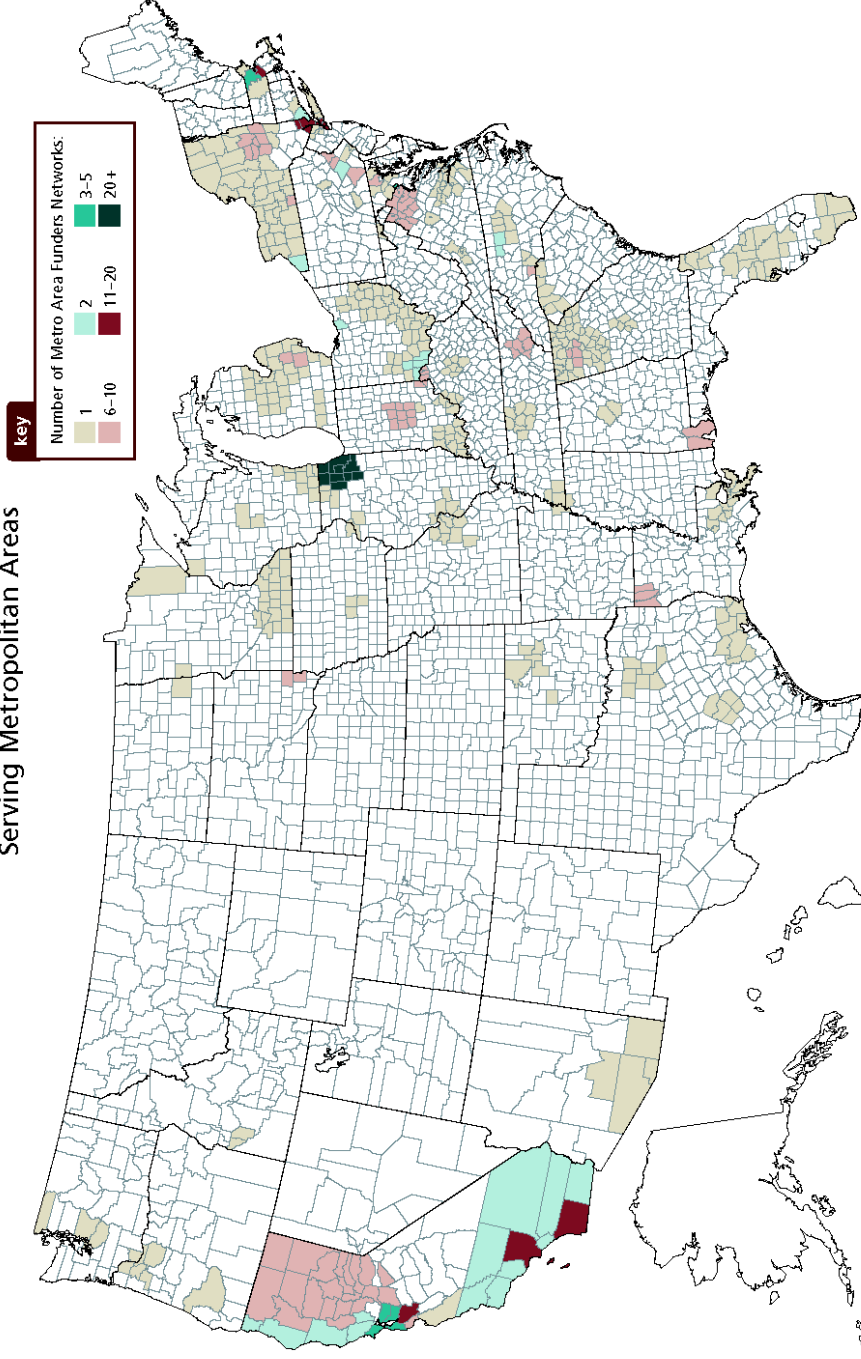 Serving Metropolitan Areas
key
Number of Metro Area Funders Networks:
1 2 3–5
6–10 11–20 20+